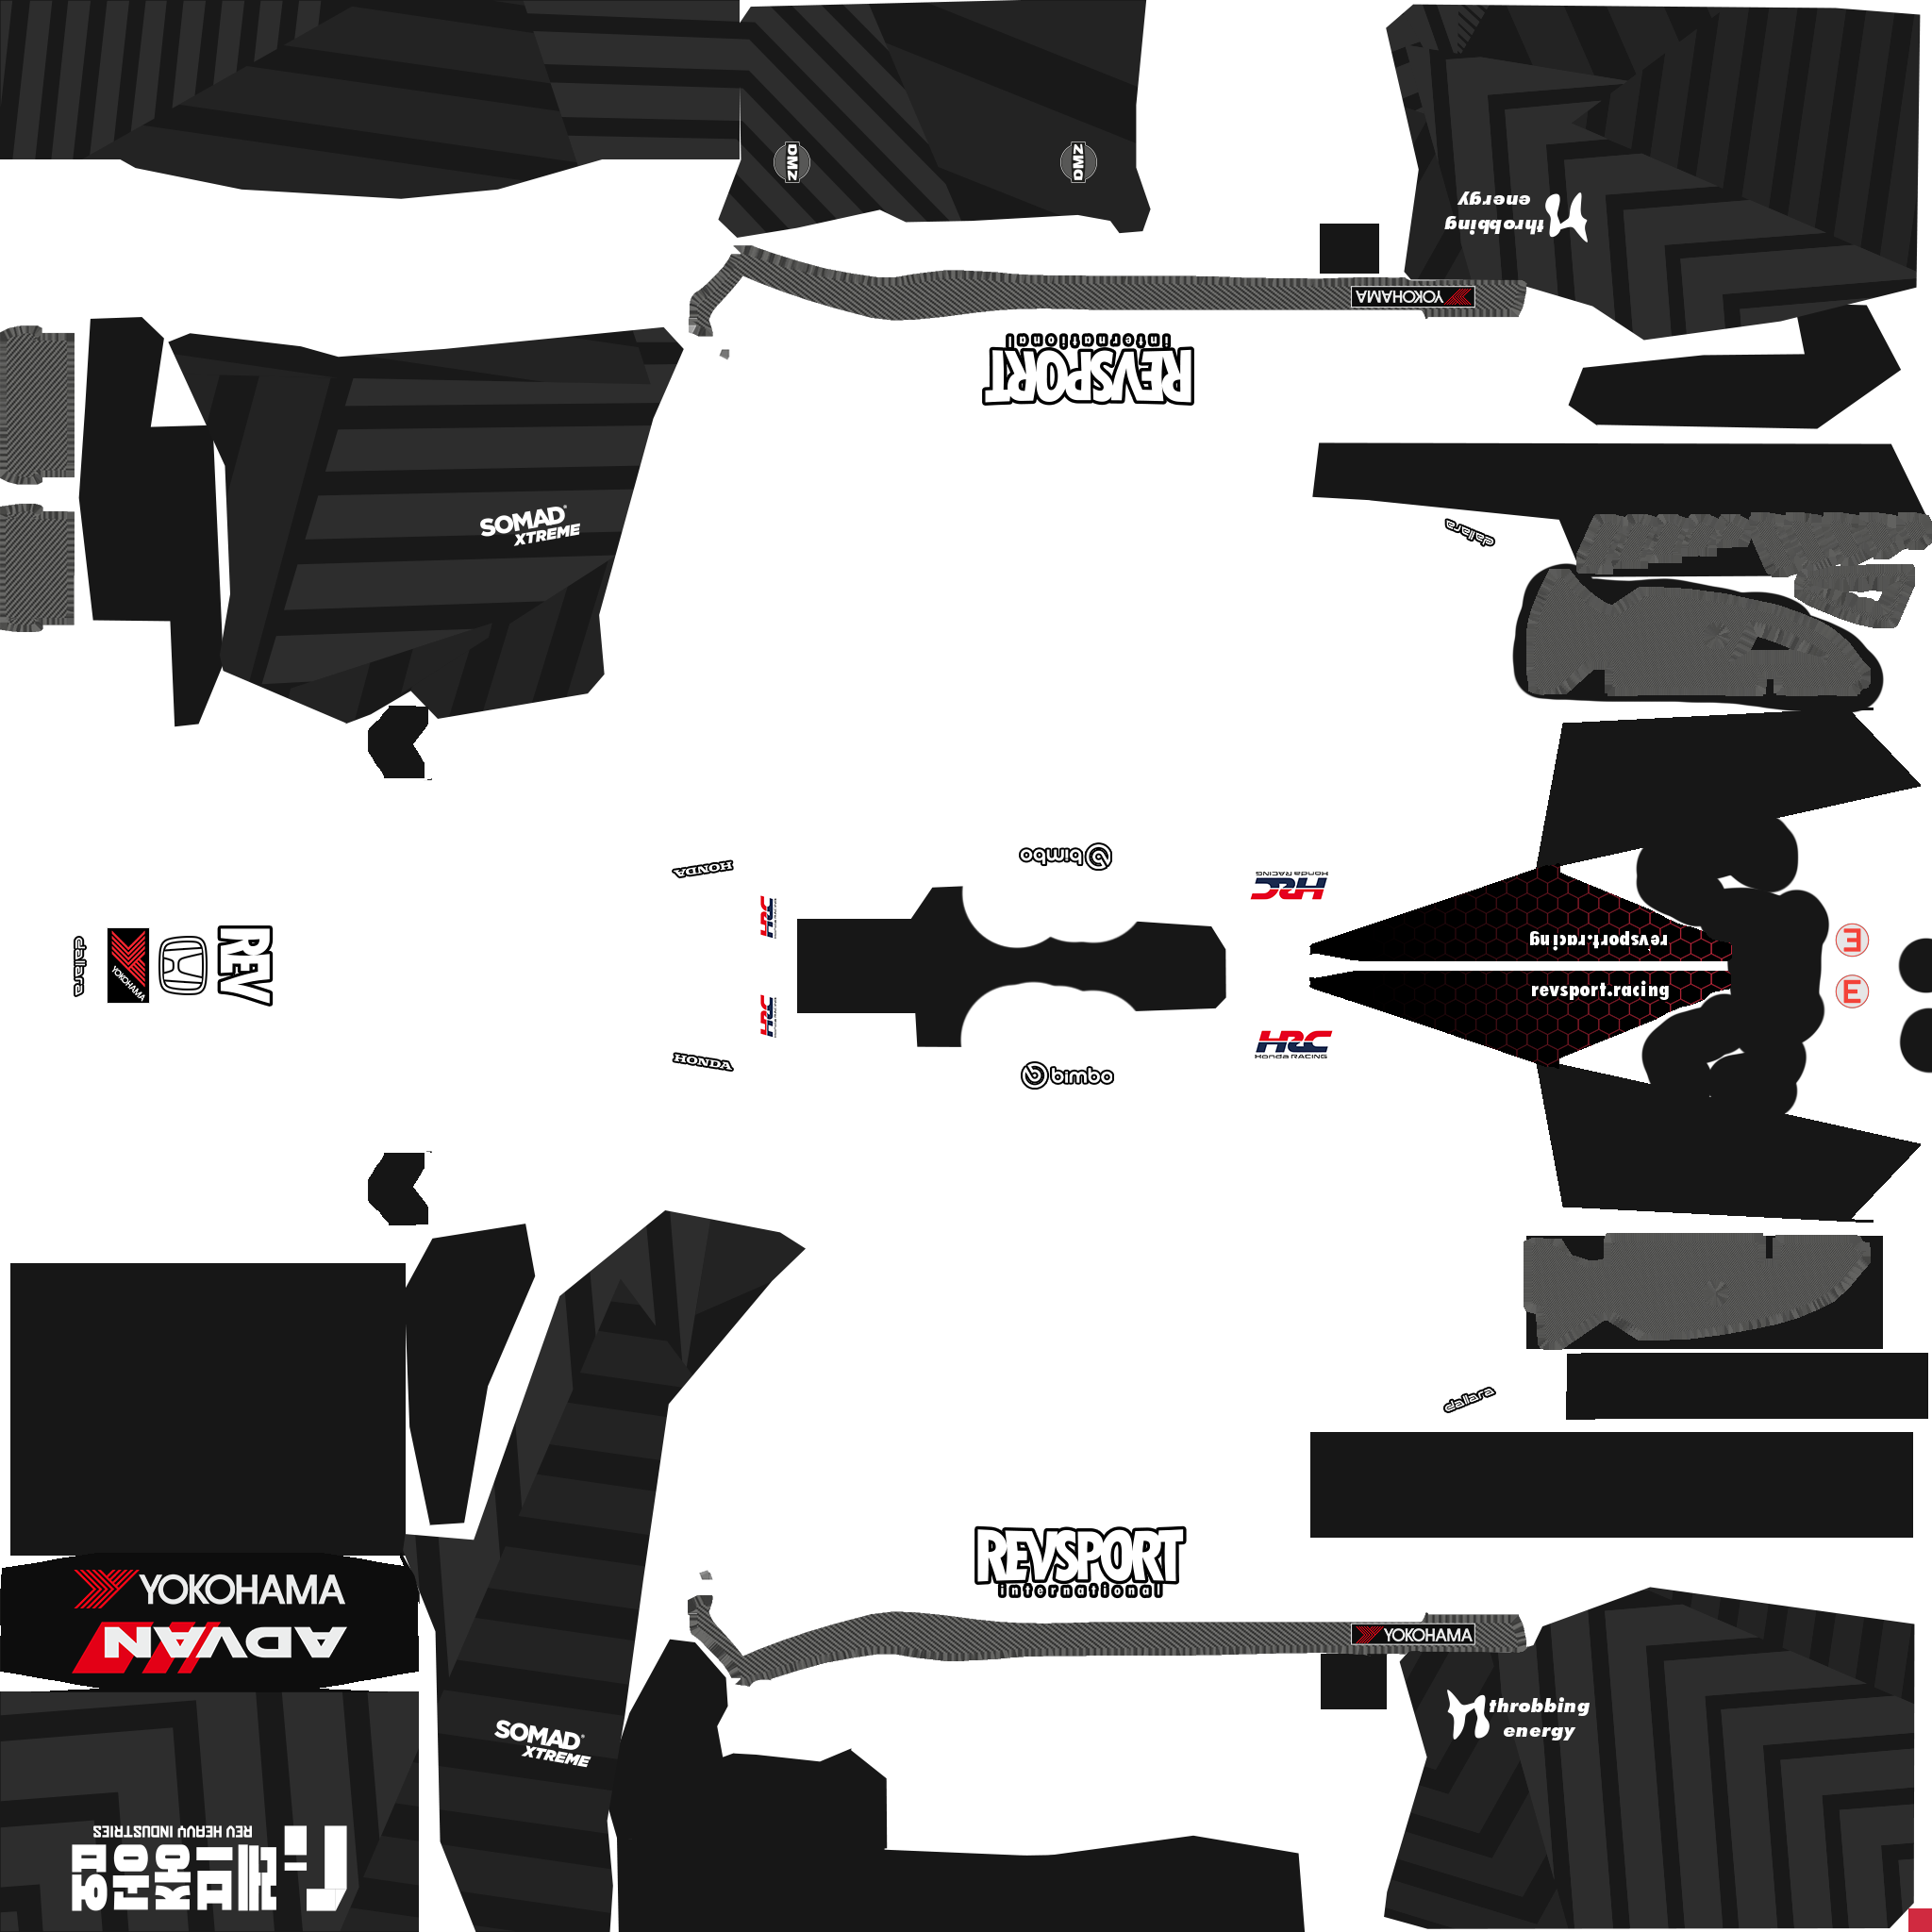 DMZ
DMZ
throbbing
energy
YOKOHAMA
REVSPORT
international
SOMAD
XTREME
dallara
bimbo
HONDA
HRC
Honda RACING
HRC
REV
YOKOHAMA
dallara
revsport.racing
E
revsport.racing
E
HRC
HRC
Honda RACING
HONDA
bimbo
dallara
REVSPORT
international
YOKOHAMA
YOKOHAMA
ADVAN
throbbing
energy
SOMAD
XTREME
REV HEAVY INDUSTRIES